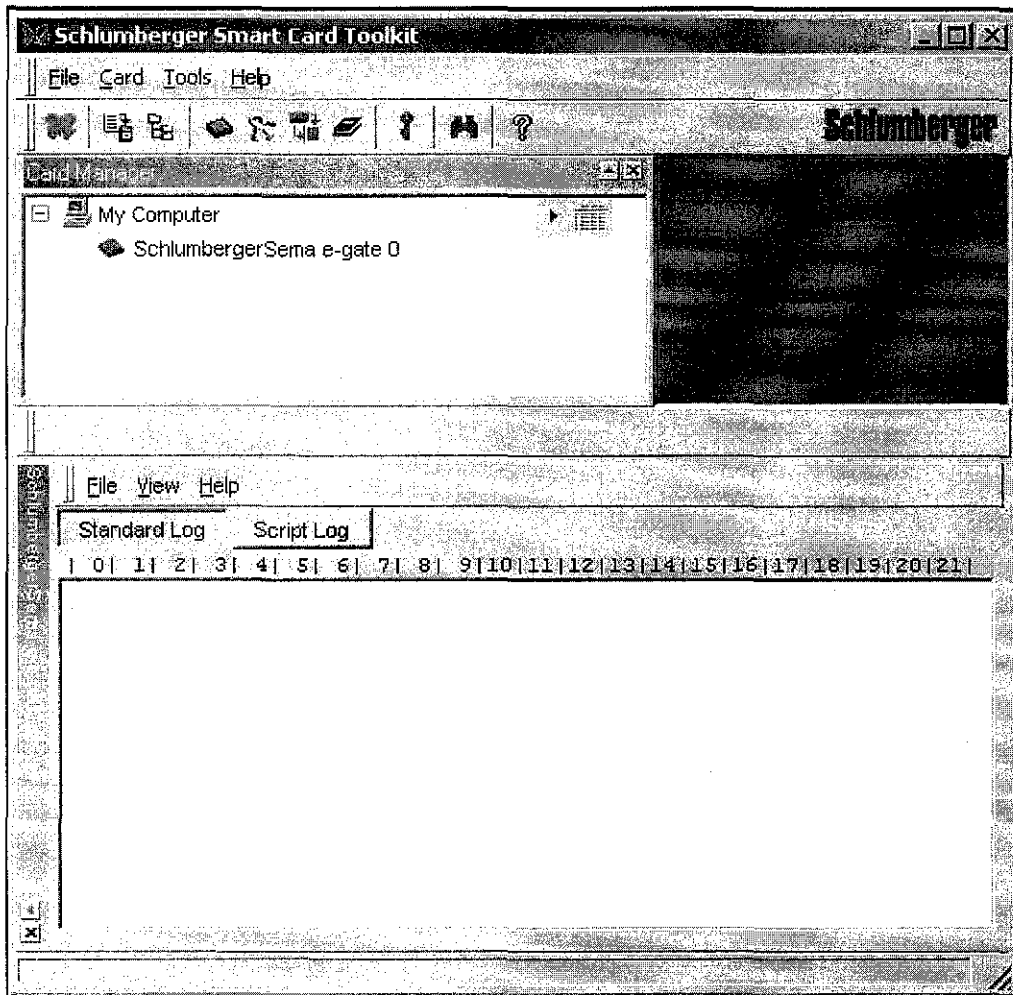 Schlumberger Smart Card Toolkit
File Card Tools Help
Schlumberger
Card Manager
My Computer
SchlumbergerSema e-gate 0
File View Help
Standard Log Script Log
| 0| 1| 2| 3| 4| 5| 6| 7| 8| 9|10|11|12|13|14|15|16|17|18|19|20|21|